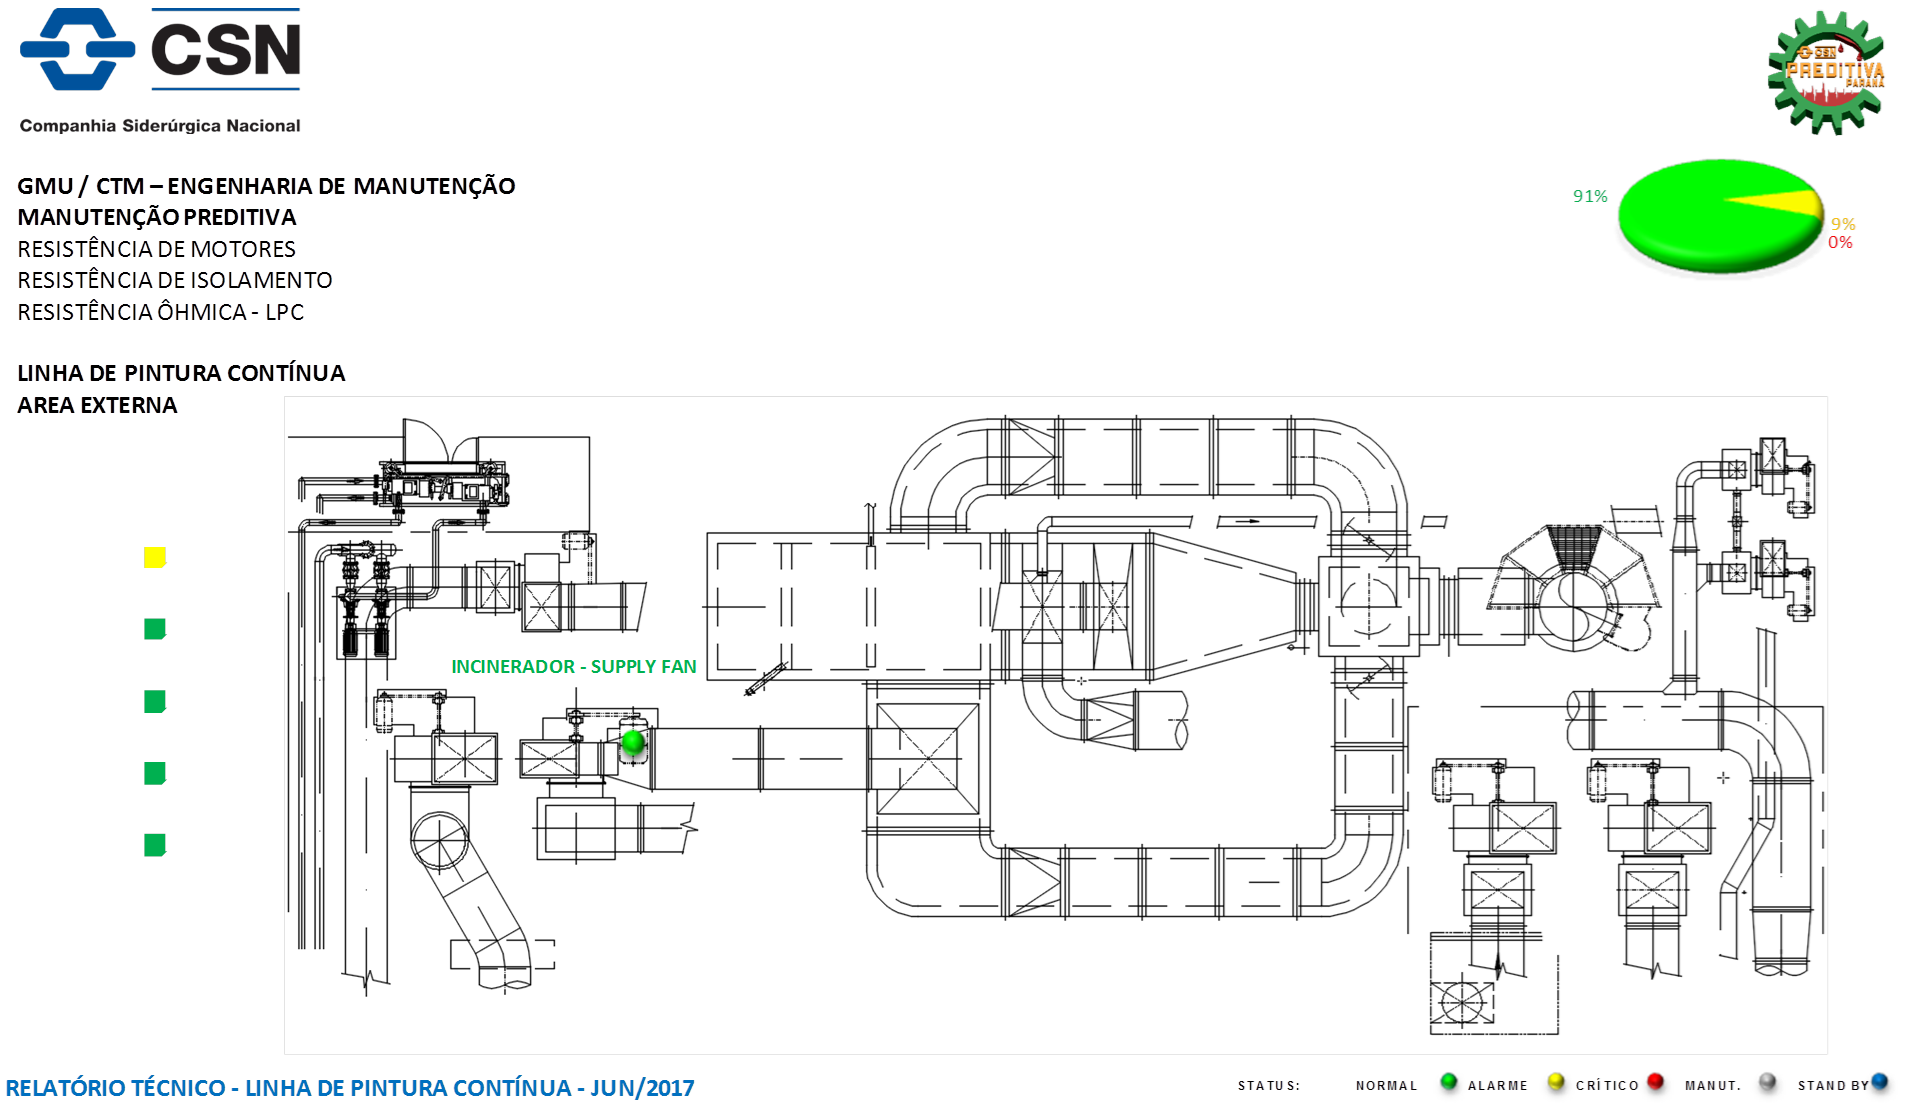 CSN
Companhia Siderúrgica Nacional
CSN
PREDITIVA
PARANÁ
GMU / CTM – ENGENHARIA DE MANUTENÇÃO
MANUTENÇÃO PREDITIVA
RESISTÊNCIA DE MOTORES
RESISTÊNCIA DE ISOLAMENTO
RESISTÊNCIA ÔHMICA - LPC
91%
9%
0%
LINHA DE PINTURA CONTÍNUA
AREA EXTERNA
INCINERADOR - SUPPLY FAN
RELATÓRIO TÉCNICO - LINHA DE PINTURA CONTÍNUA - JUN/2017
STATUS: NORMAL ALARME CRÍTICO MANUT. STAND BY